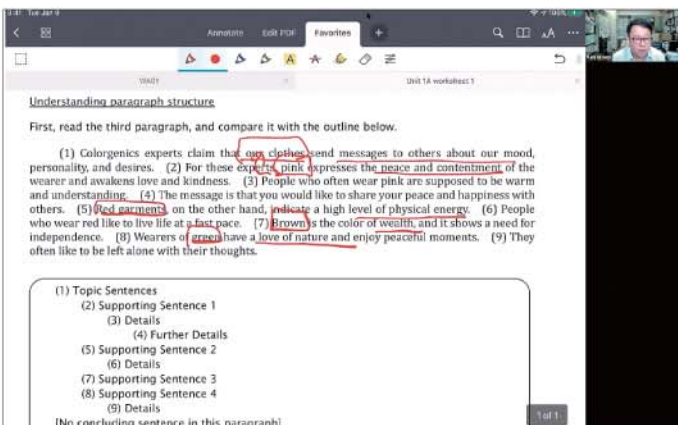 3:41 Tue Jan 9
Annotate Edit PDF Favorites +
AA ...
A
Unit 1A worksheet 1
Understanding paragraph structure
First, read the third paragraph, and compare it with the outline below.
(1) Colorgenics experts claim that our clothes send messages to others about our mood,
personality, and desires. (2) For these experts, pink expresses the peace and contentment of the
wearer and awakens love and kindness. (3) People who often wear pink are supposed to be warm
and understanding. (4) The message is that you would like to share your peace and happiness with
others. (5) Red garments, on the other hand, indicate a high level of physical energy. (6) People
who wear red like to live life at a fast pace. (7) Brown is the color of wealth, and it shows a need for
independence. (8) Wearers of green have a love of nature and enjoy peaceful moments. (9) They
often like to be left alone with their thoughts.
(1) Topic Sentences
(2) Supporting Sentence 1
(3) Details
(4) Further Details
(5) Supporting Sentence 2
(6) Details
(7) Supporting Sentence 3
(8) Supporting Sentence 4
(9) Details
[No concluding sentence in this paragraph]
1 of 1